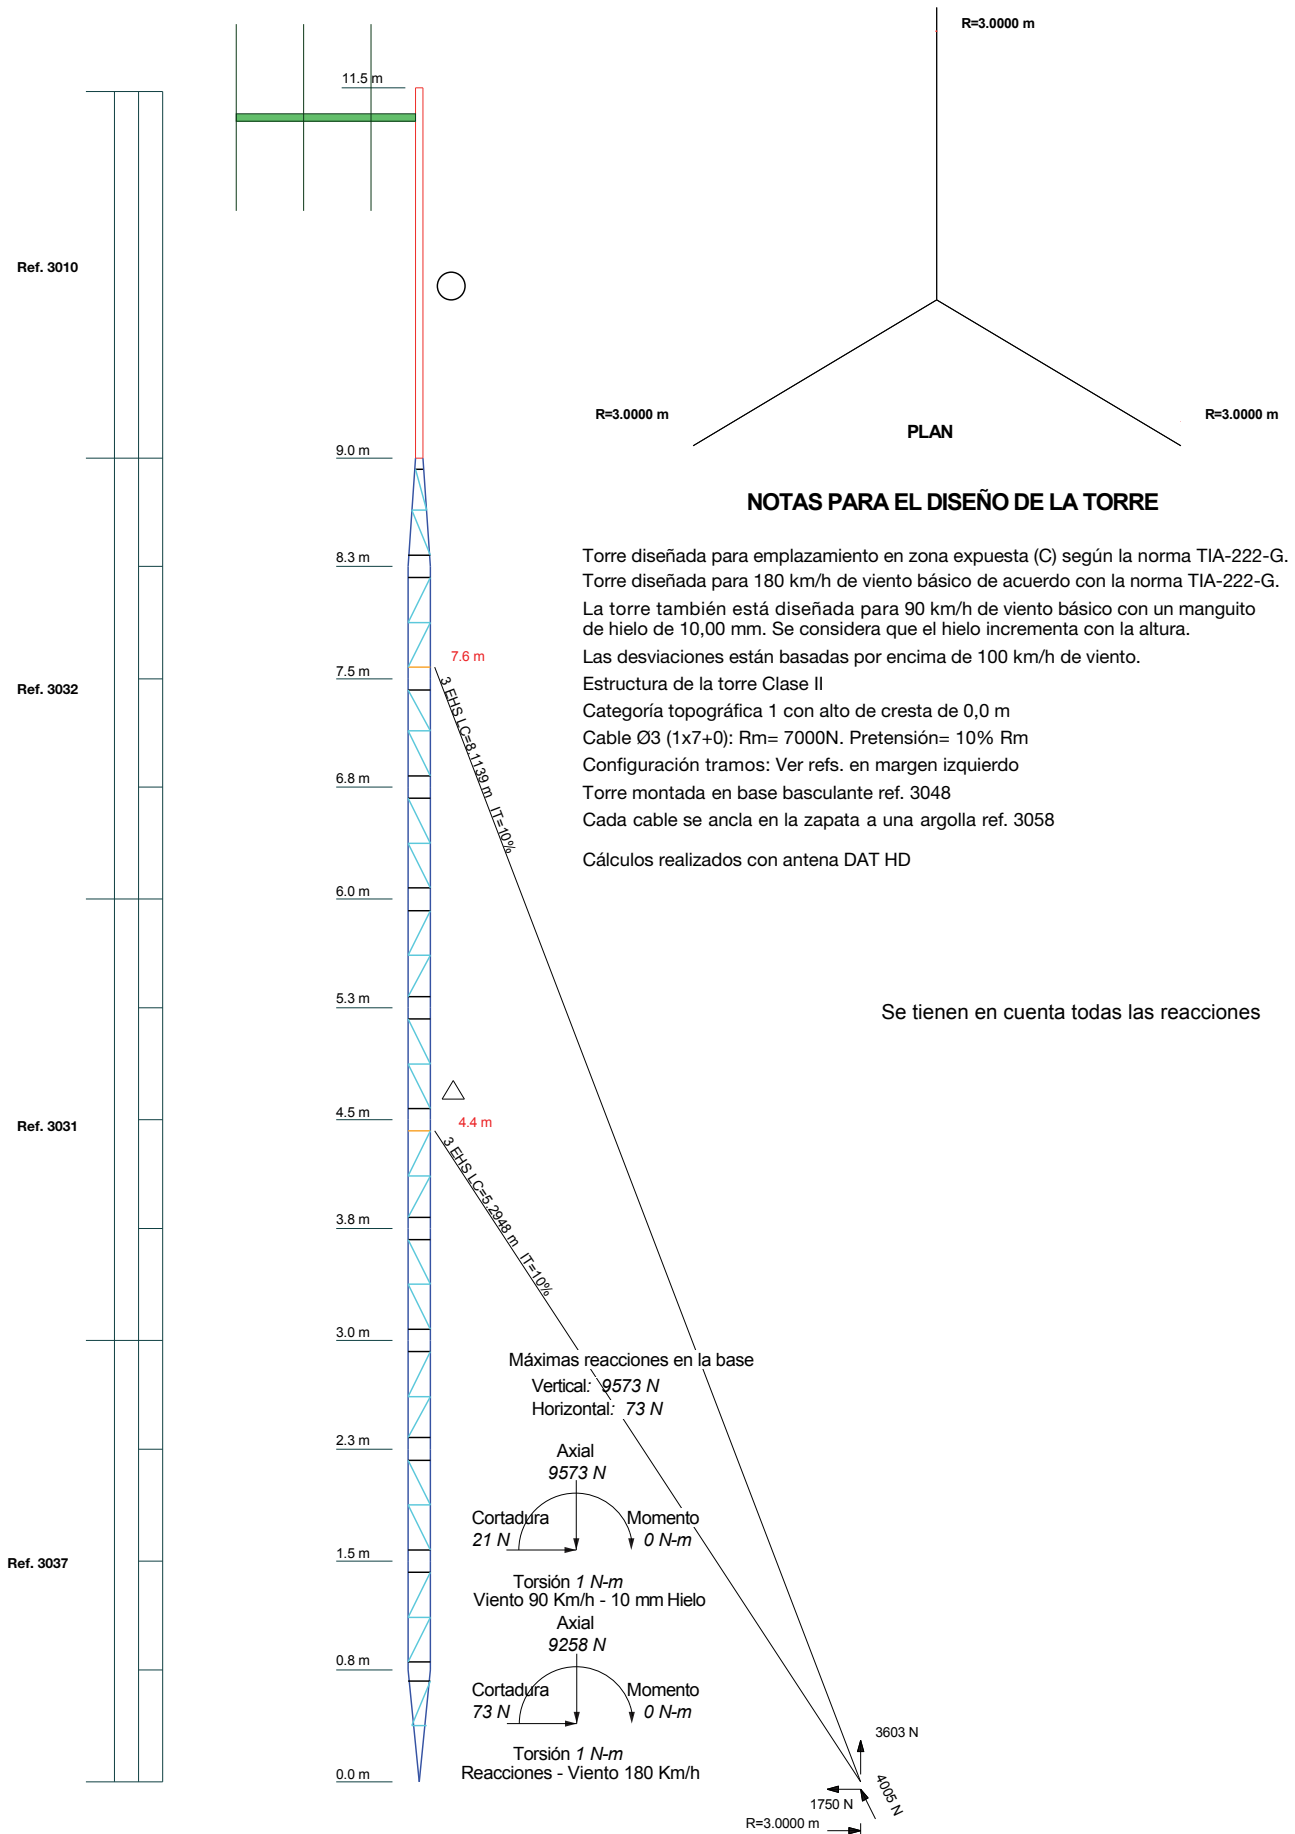 R=3.0000 m
11.5 m
Ref. 3010
R=3.0000 m
R=3.0000 m
PLAN
9.0 m
NOTAS PARA EL DISEÑO DE LA TORRE
Torre diseñada para emplazamiento en zona expuesta (C) según la norma TIA-222-G.
8.3 m
Torre diseñada para 180 km/h de viento básico de acuerdo con la norma TIA-222-G.
La torre también está diseñada para 90 km/h de viento básico con un manguito
de hielo de 10,00 mm. Se considera que el hielo incrementa con la altura.
7.6 m
Las desviaciones están basadas por encima de 100 km/h de viento.
7.5 m
Ref. 3032
Estructura de la torre Clase II
Categoría topográfica 1 con alto de cresta de 0,0 m
Cable Ø3 (1x7+0): Rm= 7000N. Pretensión= 10% Rm
3 EHS LC=8.1139 m IT=10%
Configuración tramos: Ver refs. en margen izquierdo
6.8 m
Torre montada en base basculante ref. 3048
Cada cable se ancla en la zapata a una argolla ref. 3058
Cálculos realizados con antena DAT HD
6.0 m
5.3 m
Se tienen en cuenta todas las reacciones
4.5 m
4.4 m
Ref. 3031
3 EHS LC=5.2948 m IT=10%
3.8 m
3.0 m
Máximas reacciones en la base
Vertical: 9573 N
Horizontal: 73 N
2.3 m
Axial
9573 N
Cortadura
21 N
Momento
0 N-m
1.5 m
Ref. 3037
Torsión 1 N-m
Viento 90 Km/h - 10 mm Hielo
Axial
9258 N
0.8 m
Cortadura
73 N
Momento
0 N-m
Torsión 1 N-m
Reacciones - Viento 180 Km/h
0.0 m
3603 N
4005 N
1750 N
R=3.0000 m